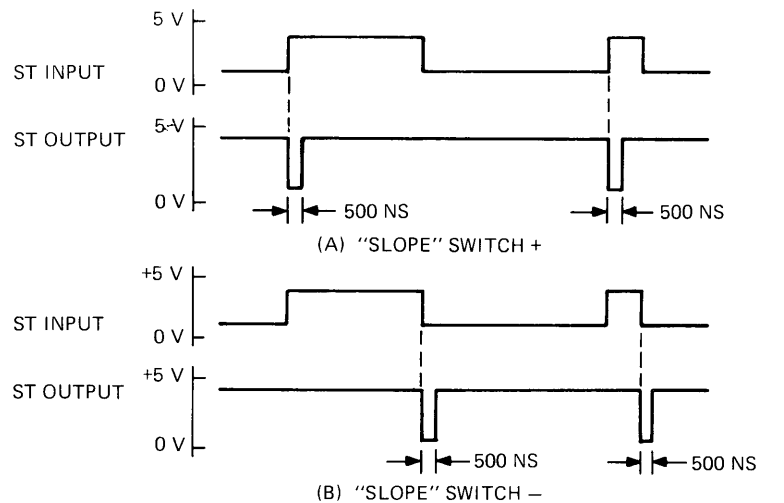 5 V
ST INPUT
0 V
5-V
ST OUTPUT
0 V
500 NS
500 NS
(A) "SLOPE" SWITCH +
+5 V
ST INPUT
0 V
+5 V
ST OUTPUT
0 V
500 NS
500 NS
(B) "SLOPE" SWITCH –